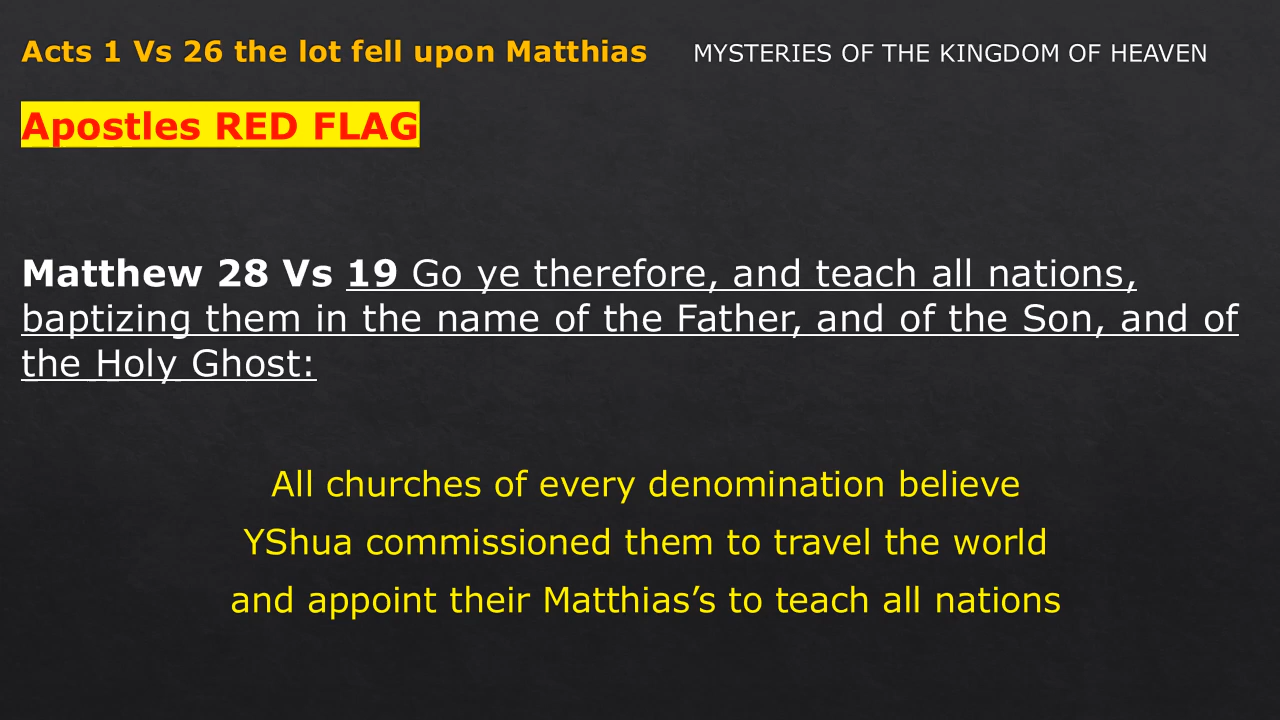 Acts 1 Vs 26 the lot fell upon Matthias MYSTERIES OF THE KINGDOM OF HEAVEN
Apostles RED FLAG
Matthew 28 Vs 19 Go ye therefore, and teach all nations,
baptizing them in the name of the Father, and of the Son, and of
the Holy Ghost:
All churches of every denomination believe
YShua commissioned them to travel the world
and appoint their Matthias’s to teach all nations